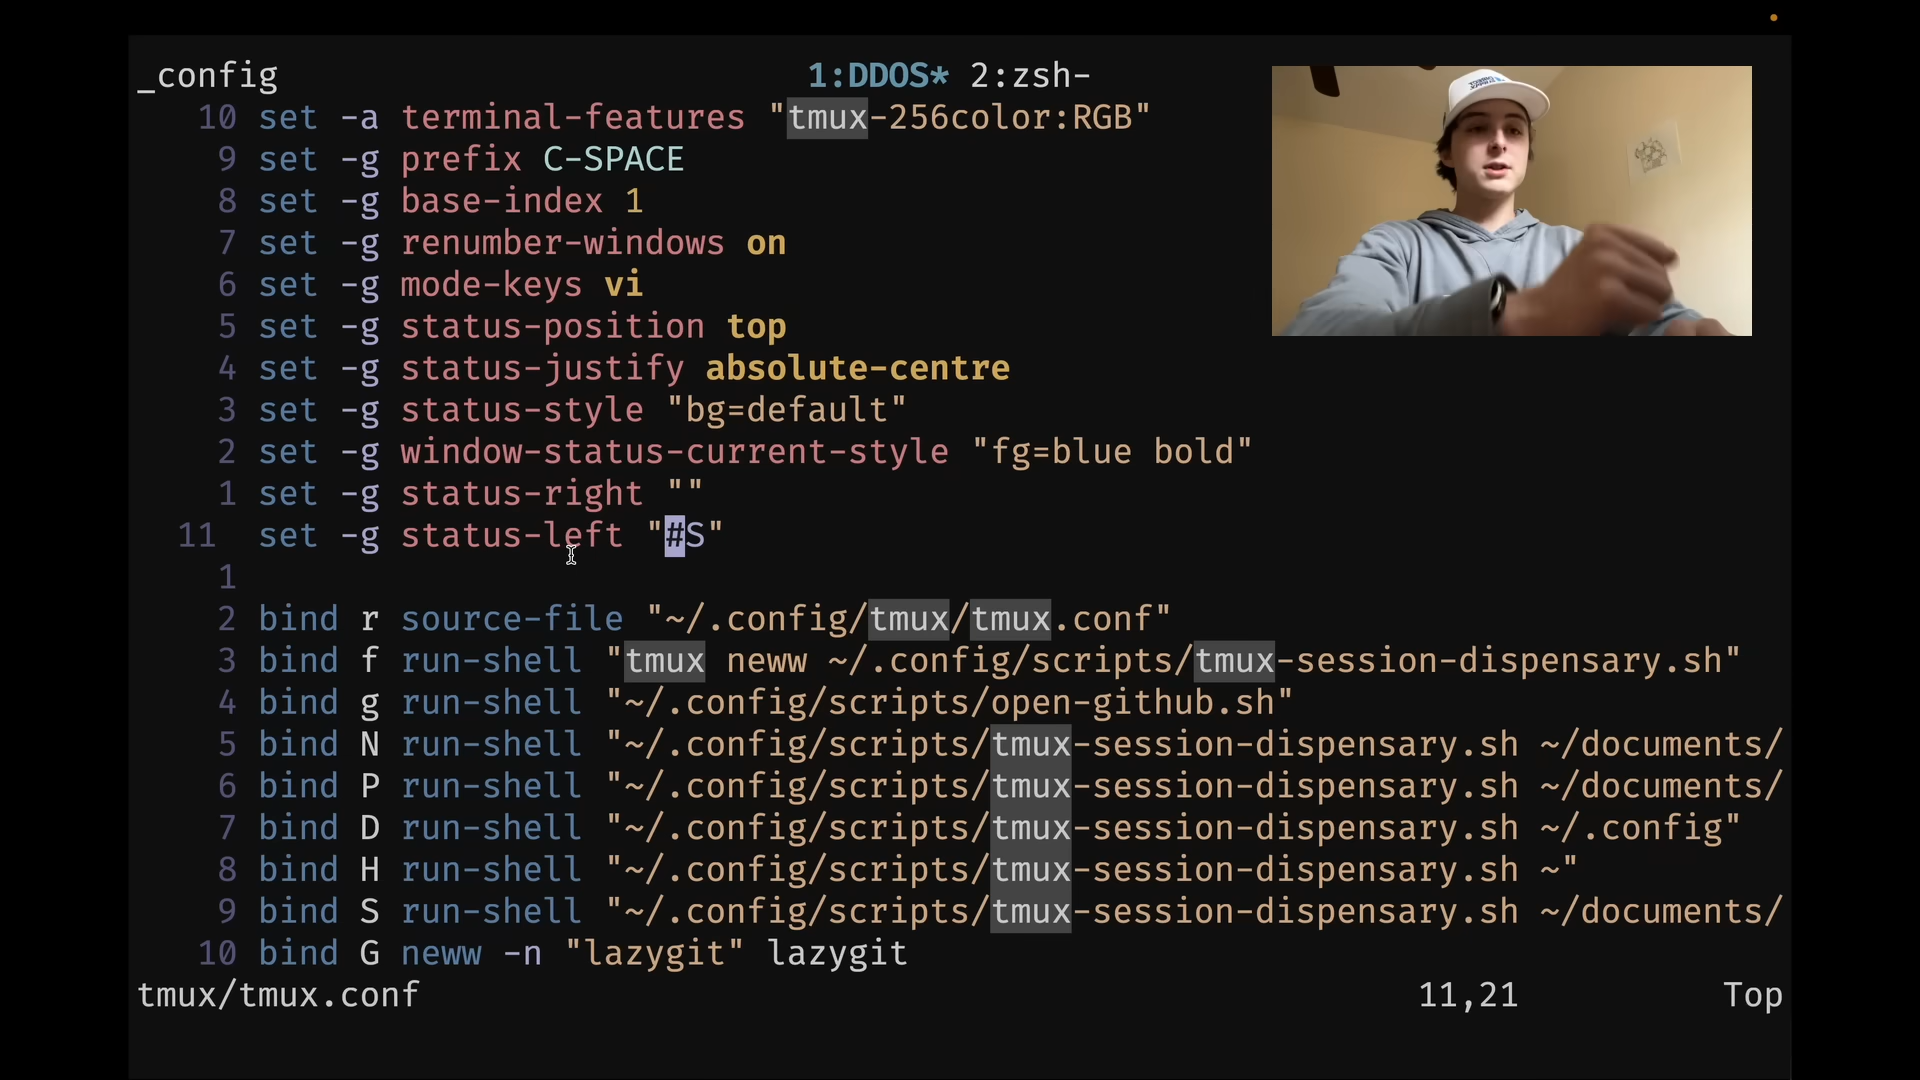 _config 1:DDOS* 2:zsh-
10 set -a terminal-features "tmux-256color:RGB"
9 set -g prefix C-SPACE
8 set -g base-index 1
7 set -g renumber-windows on
6 set -g mode-keys vi
5 set -g status-position top
4 set -g status-justify absolute-centre
3 set -g status-style "bg=default"
2 set -g window-status-current-style "fg=blue bold"
1 set -g status-right ""
11 set -g status-left "#S"
1
2 bind r source-file "~/.config/tmux/tmux.conf"
3 bind f run-shell "tmux neww ~/.config/scripts/tmux-session-dispensary.sh"
4 bind g run-shell "~/.config/scripts/open-github.sh"
5 bind N run-shell "~/.config/scripts/tmux-session-dispensary.sh ~/documents/
6 bind P run-shell "~/.config/scripts/tmux-session-dispensary.sh ~/documents/
7 bind D run-shell "~/.config/scripts/tmux-session-dispensary.sh ~/.config"
8 bind H run-shell "~/.config/scripts/tmux-session-dispensary.sh ~"
9 bind S run-shell "~/.config/scripts/tmux-session-dispensary.sh ~/documents/
10 bind G neww -n "lazygit" lazygit
tmux/tmux.conf 11,21 Top